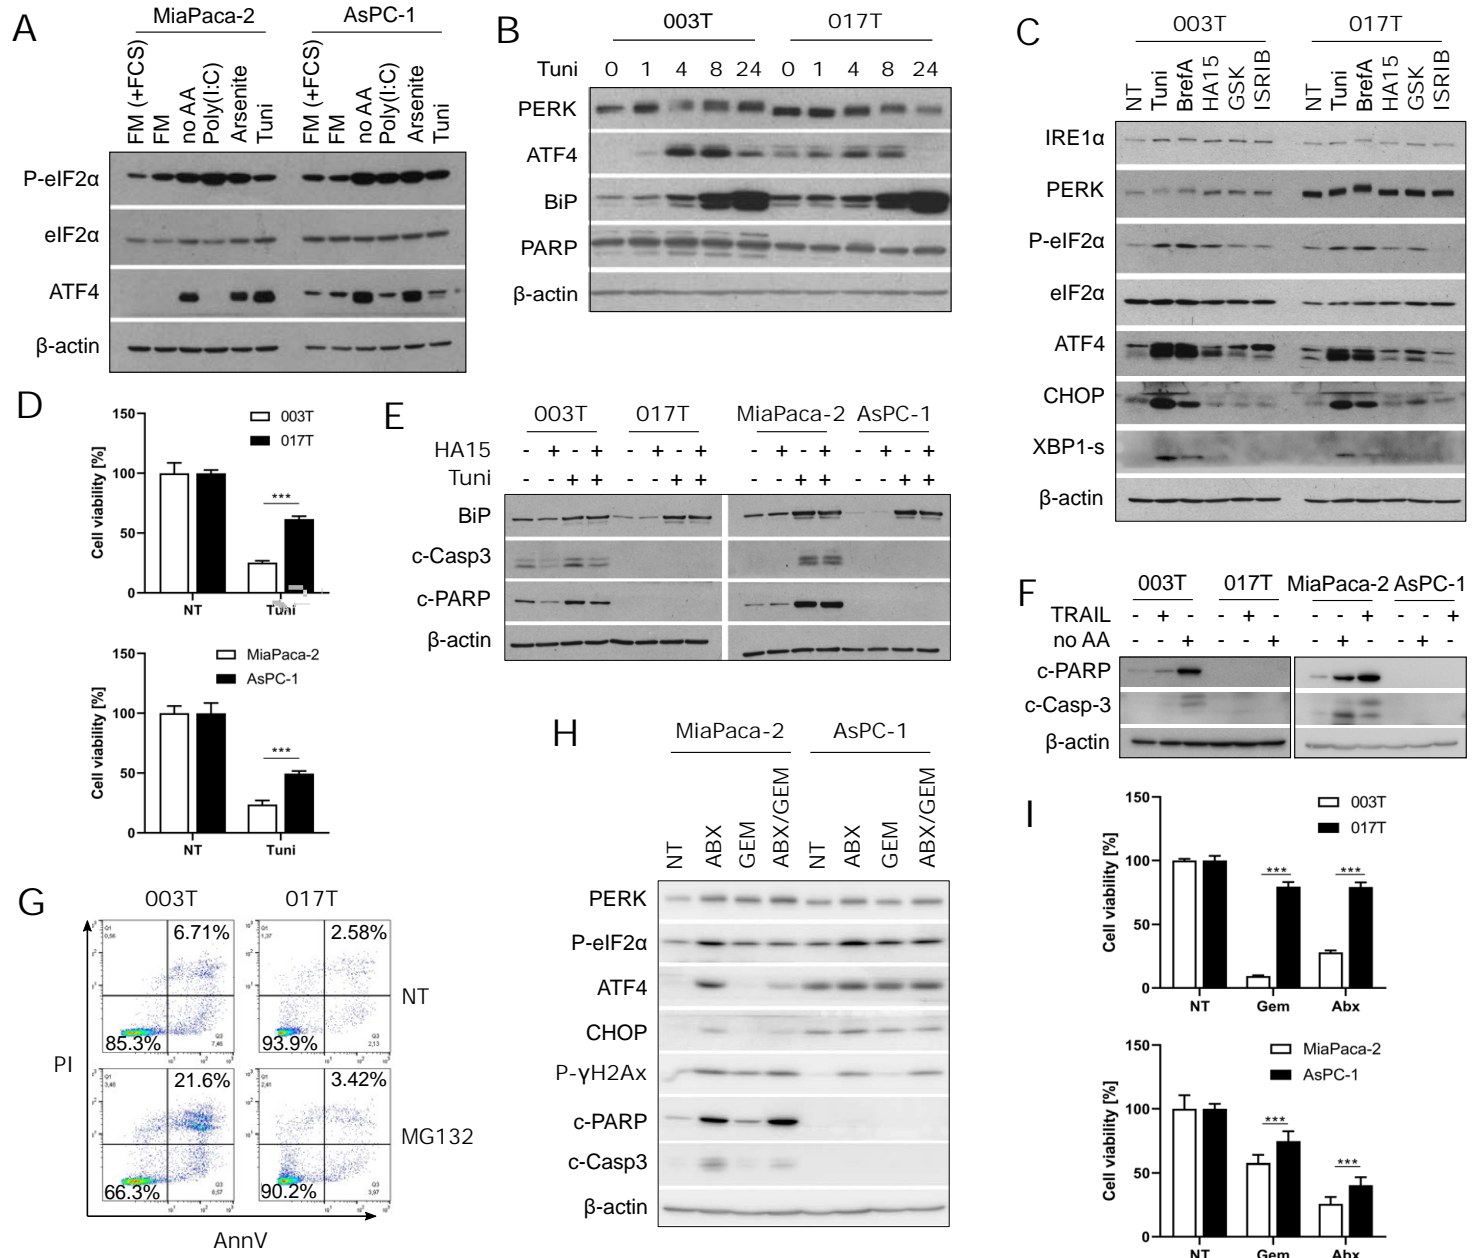 A
MiaPaca-2 AsPC-1
FM (+FCS) FM no AA Poly(I:C) Arsenite Tuni FM (+FCS) FM no AA Poly(I:C) Arsenite Tuni
P-eIF2α
eIF2α
ATF4
β-actin
B
003T 017T
Tuni 0 1 4 8 24 0 1 4 8 24
PERK
ATF4
BiP
PARP
β-actin
C
003T 017T
NT Tuni BrefA HA15 GSK ISRIB NT Tuni BrefA HA15 GSK ISRIB
IRE1α
PERK
P-eIF2α
eIF2α
ATF4
CHOP
XBP1-s
β-actin
D
150
100
50
0
Cell viability [%]
003T
017T
***
NT Tuni
150
100
50
0
Cell viability [%]
MiaPaca-2
AsPC-1
***
NT Tuni
E
003T 017T MiaPaca-2 AsPC-1
HA15 - + - + - + - + - + - + - + - +
Tuni - - + + - - + + - - + + - - + +
BiP
c-Casp3
c-PARP
β-actin
F
003T 017T MiaPaca-2 AsPC-1
TRAIL - + - - + - - - + - - +
no AA - - + - - + - + - - + -
c-PARP
c-Casp-3
β-actin
G
003T 017T
6.71% 2.58%
85.3% 93.9%
NT
21.6% 3.42%
66.3% 90.2%
MG132
PI
AnnV
H
MiaPaca-2 AsPC-1
NT ABX GEM ABX/GEM NT ABX GEM ABX/GEM
PERK
P-eIF2α
ATF4
CHOP
P-γH2Ax
c-PARP
c-Casp3
β-actin
I
150
100
50
0
Cell viability [%]
003T
017T
*** ***
NT Gem Abx
150
100
50
0
Cell viability [%]
MiaPaca-2
AsPC-1
*** ***
NT Gem Abx